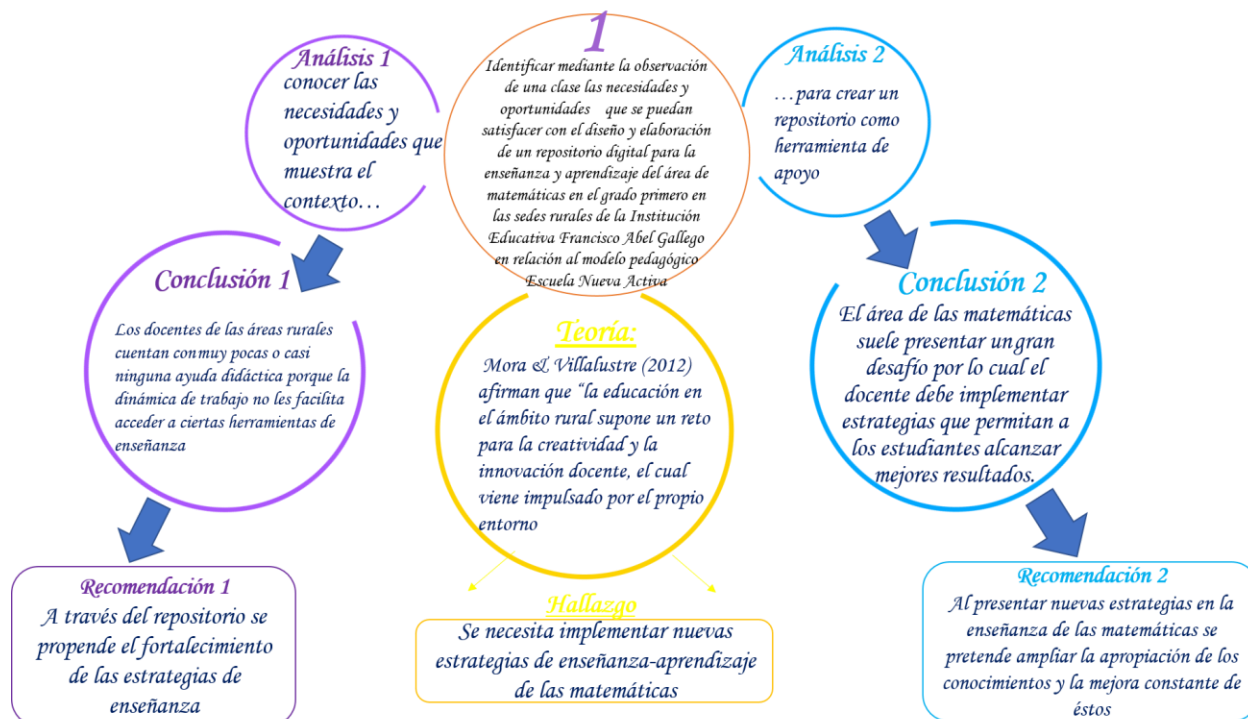 1
Identificar mediante la observación
de una clase las necesidades y
oportunidades que se puedan
satisfacer con el diseño y elaboración
de un repositorio digital para la
enseñanza y aprendizaje del área de
matemáticas en el grado primero en
las sedes rurales de la Institución
Educativa Francisco Abel Gallego
en relación al modelo pedagógico
Escuela Nueva Activa
Análisis 1
conocer las
necesidades y
oportunidades que
muestra el
contexto…
Análisis 2
…para crear un
repositorio como
herramienta de
apoyo
Conclusión 1
Los docentes de las áreas rurales
cuentan con muy pocas o casi
ninguna ayuda didáctica porque la
dinámica de trabajo no les facilita
acceder a ciertas herramientas de
enseñanza
Teoría:
Mora & Villalustre (2012)
afirman que “la educación en
el ámbito rural supone un reto
para la creatividad y la
innovación docente, el cual
viene impulsado por el propio
entorno
Conclusión 2
El área de las matemáticas
suele presentar un gran
desafío por lo cual el
docente debe implementar
estrategias que permitan a
los estudiantes alcanzar
mejores resultados.
Recomendación 1
A través del repositorio se
propende el fortalecimiento
de las estrategias de
enseñanza
Hallazgo
Se necesita implementar nuevas
estrategias de enseñanza-aprendizaje
de las matemáticas
Recomendación 2
Al presentar nuevas estrategias en la
enseñanza de las matemáticas se
pretende ampliar la apropiación de los
conocimientos y la mejora constante de
éstos